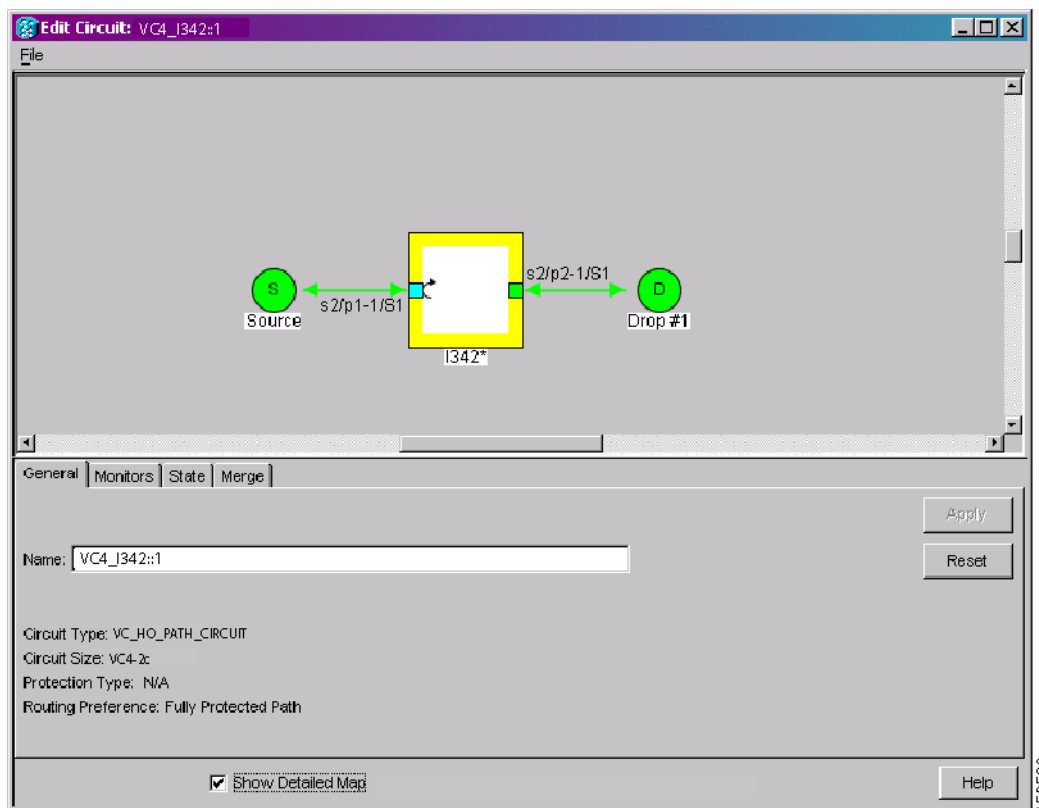 Edit Circuit: VC4_I342::1
File
S
Source
s2/p1-1/S1
I342*
s2/p2-1/S1
D
Drop #1
General Monitors State Merge
Apply
Name: VC4_I342::1
Reset
Circuit Type: VC_HO_PATH_CIRCUIT
Circuit Size: VC4-2c
Protection Type: N/A
Routing Preference: Fully Protected Path
Show Detailed Map
Help